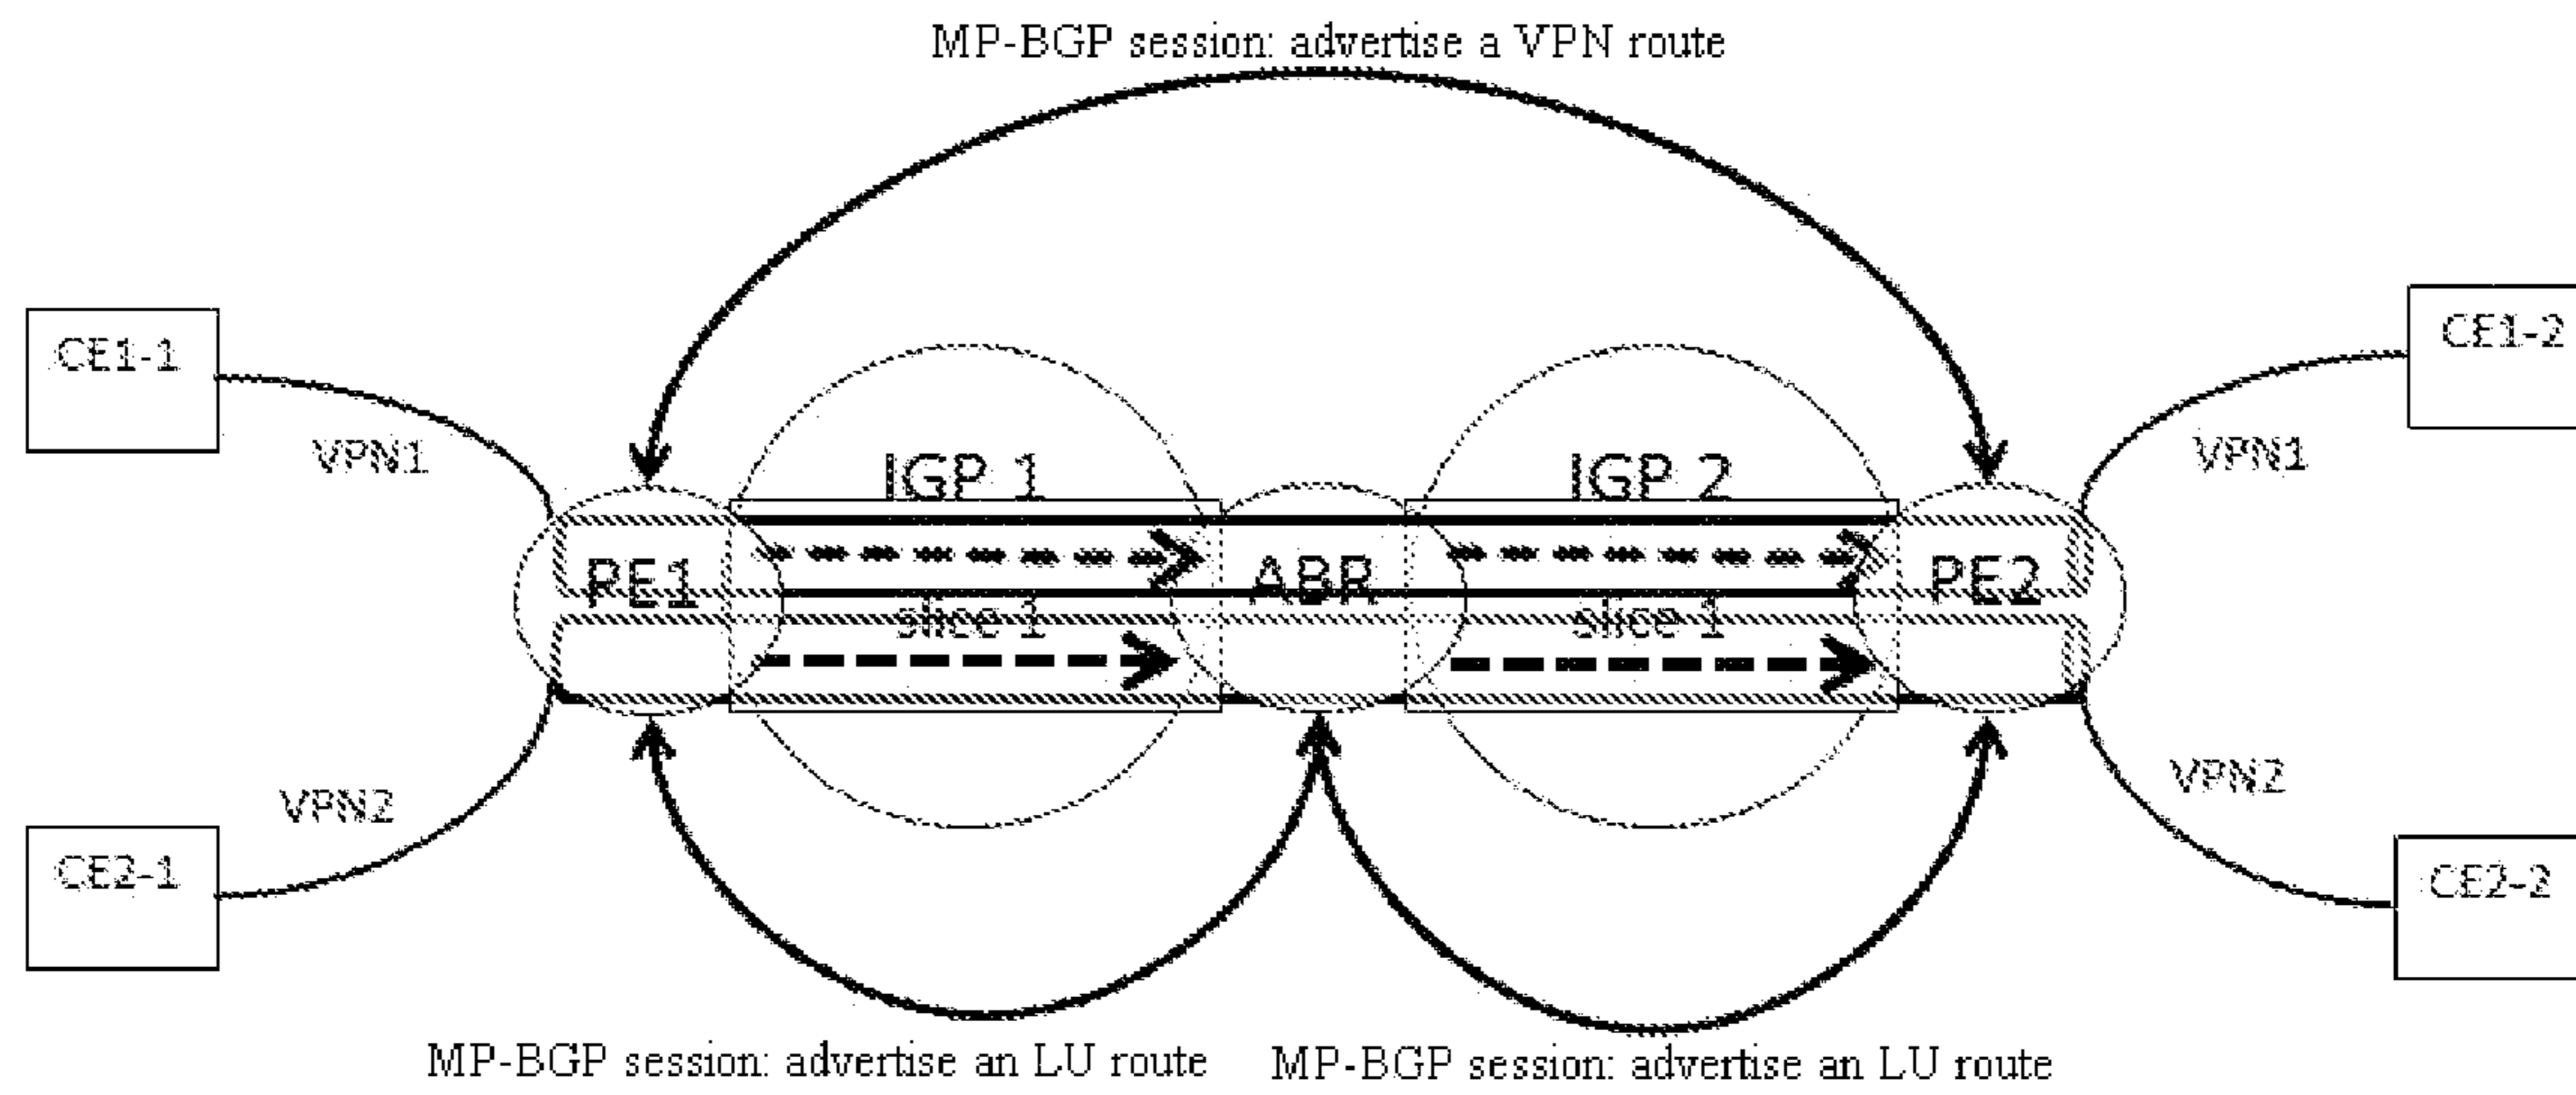 MP-BGP session: advertise a VPN route
CE1-1
CE1-2
VPN1
VPN1
IGP 1
IGP 2
PE1
ABR
PE2
slice 1
slice 1
VPN2
VPN2
CE2-1
CE2-2
MP-BGP session: advertise an LU route
MP-BGP session: advertise an LU route